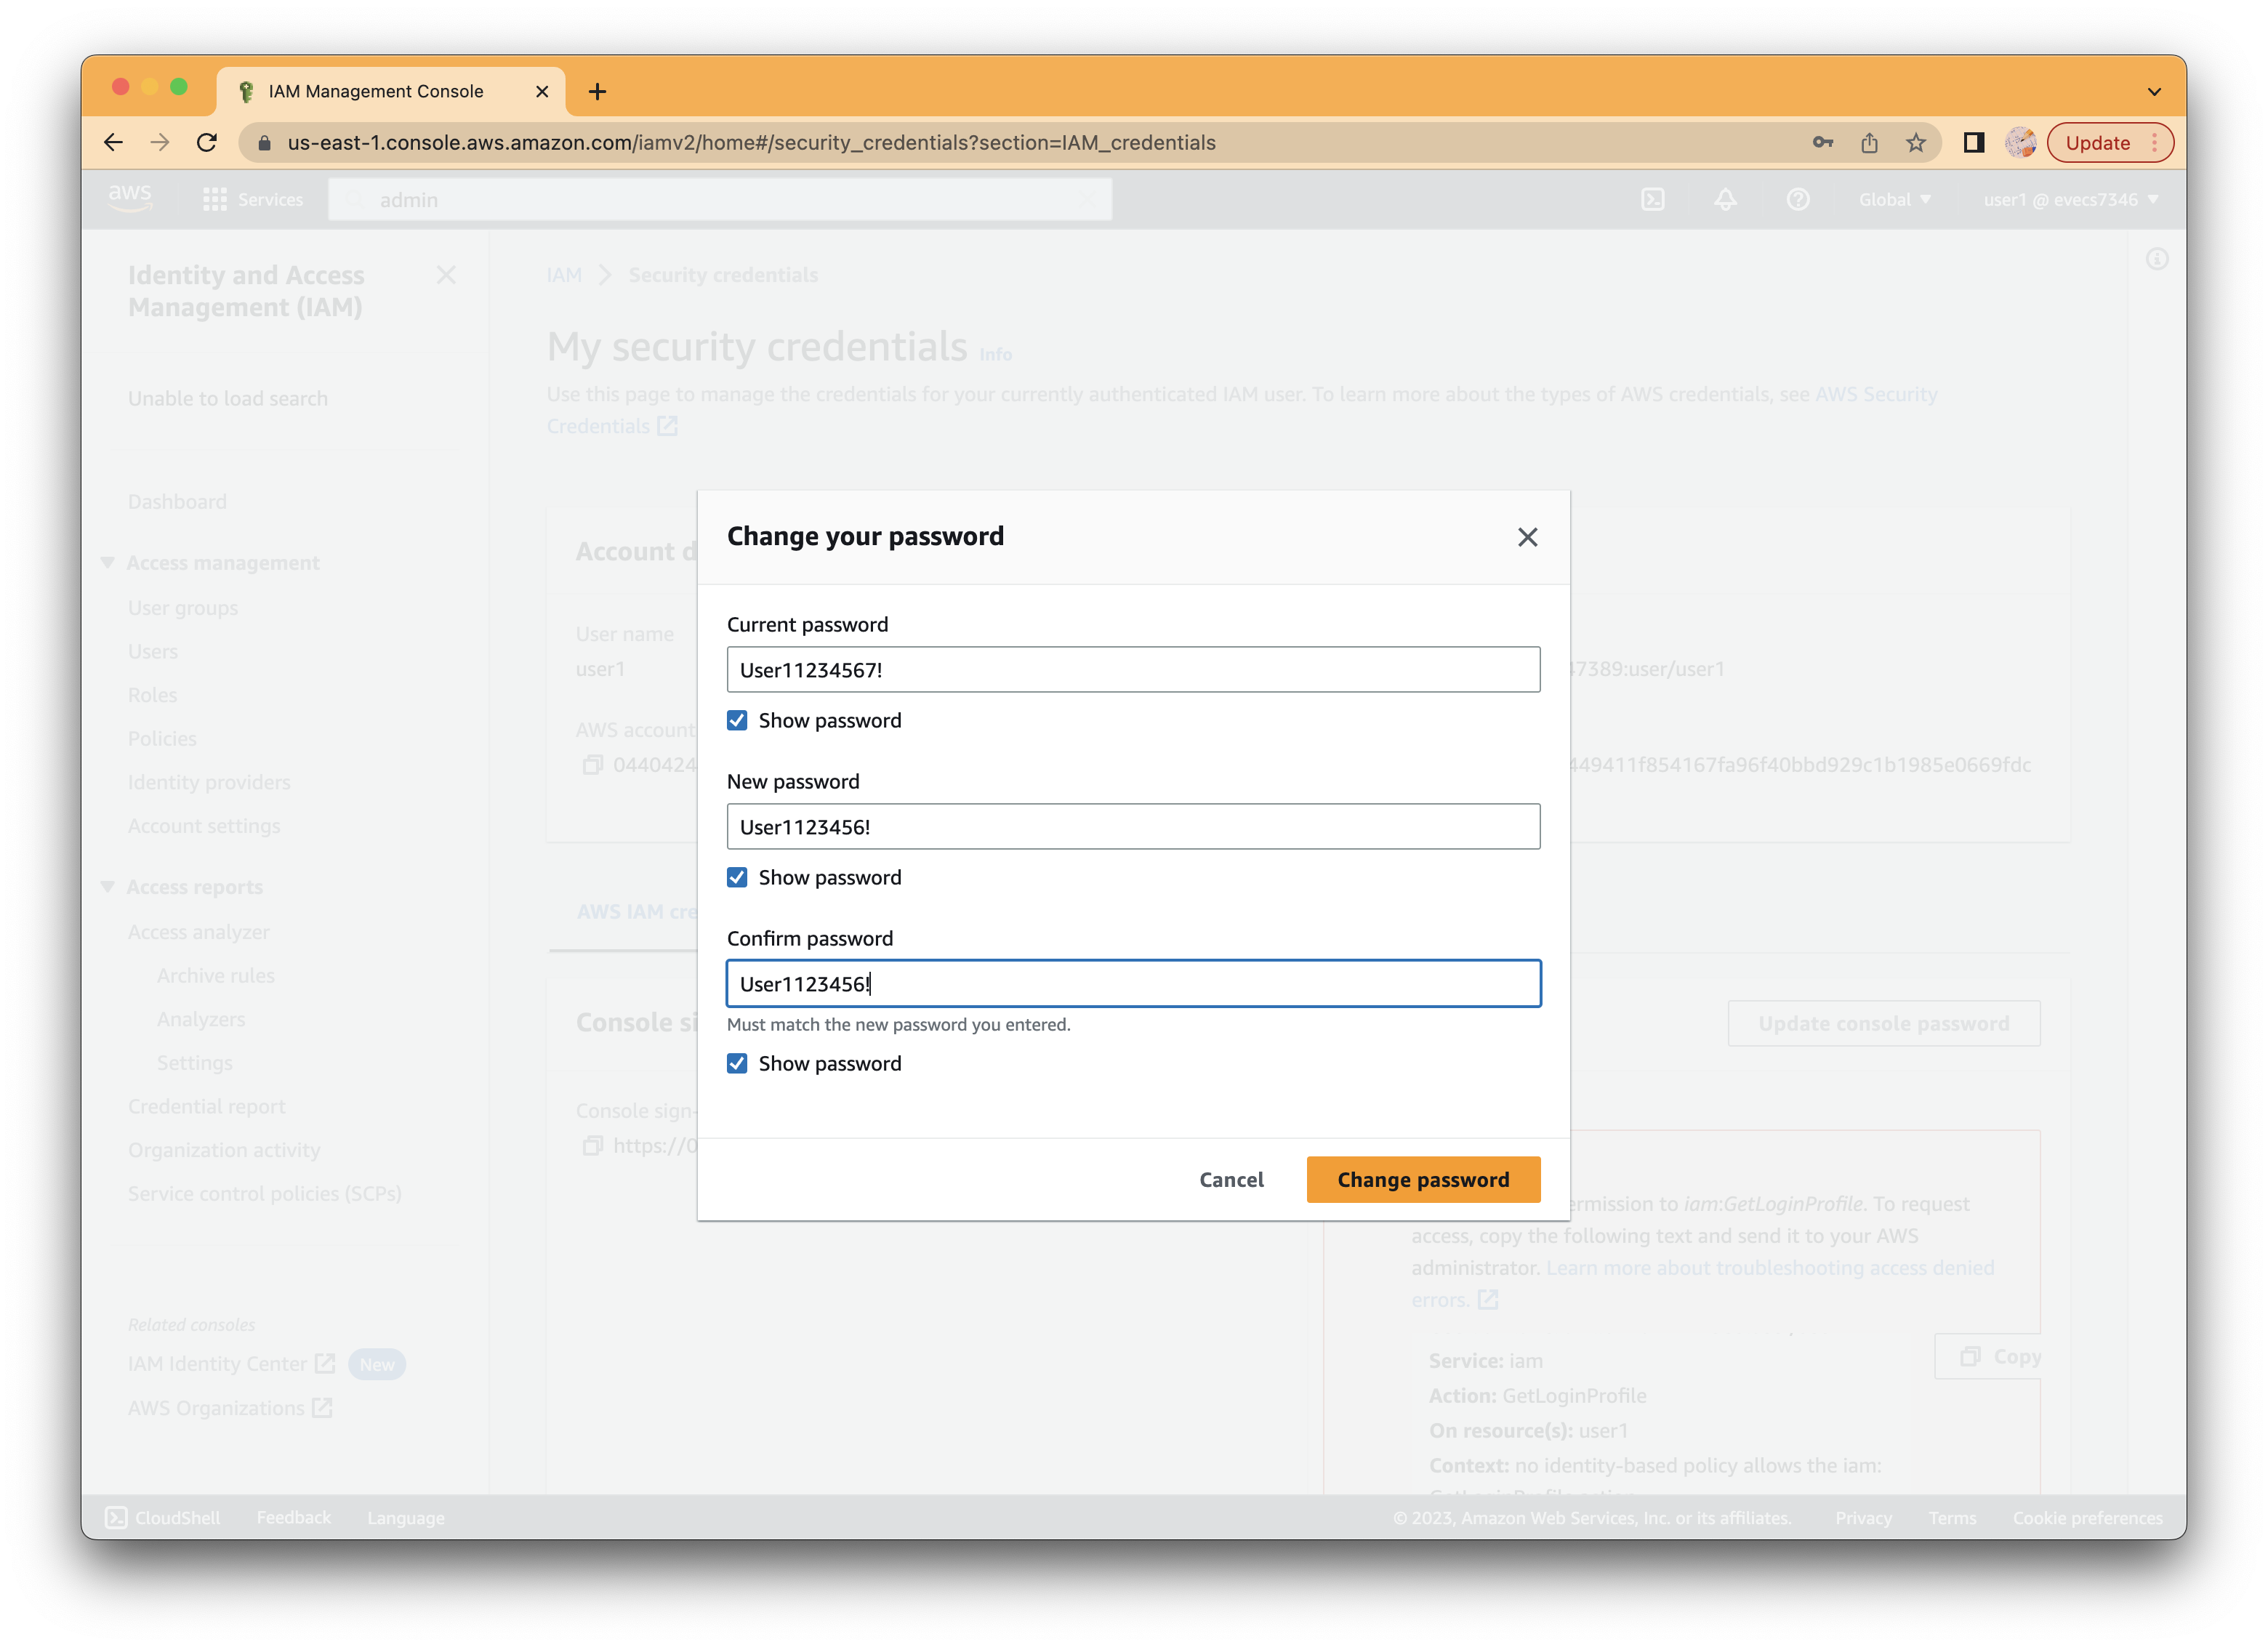 IAM Management Console
us-east-1.console.aws.amazon.com/iamv2/home#/security_credentials?section=IAM_credentials
Update
aws
Services
admin
Global
user1 @ evecs7346
Identity and Access
Management (IAM)
Unable to load search
Dashboard
Access management
User groups
Users
Roles
Policies
Identity providers
Account settings
Access reports
Access analyzer
Archive rules
Analyzers
Settings
Credential report
Organization activity
Service control policies (SCPs)
Related consoles
IAM Identity Center New
AWS Organizations
IAM Security credentials
My security credentials Info
Use this page to manage the credentials for your currently authenticated IAM user. To learn more about the types of AWS credentials, see AWS Security
Credentials
Account d
User name
user1
47389:user/user1
AWS account
0440424
449411f854167fa96f40bbd929c1b1985e0669fdc
AWS IAM cre
Console si
Update console password
Console sign-
https://0
ermission to iam:GetLoginProfile. To request
access, copy the following text and send it to your AWS
administrator. Learn more about troubleshooting access denied
errors.
Copy
Service: iam
Action: GetLoginProfile
On resource(s): user1
Context: no identity-based policy allows the iam:
Change your password
Current password
User11234567!
Show password
New password
User1123456!
Show password
Confirm password
User1123456!
Must match the new password you entered.
Show password
Cancel
Change password
CloudShell
Feedback
Language
© 2023, Amazon Web Services, Inc. or its affiliates.
Privacy
Terms
Cookie preferences